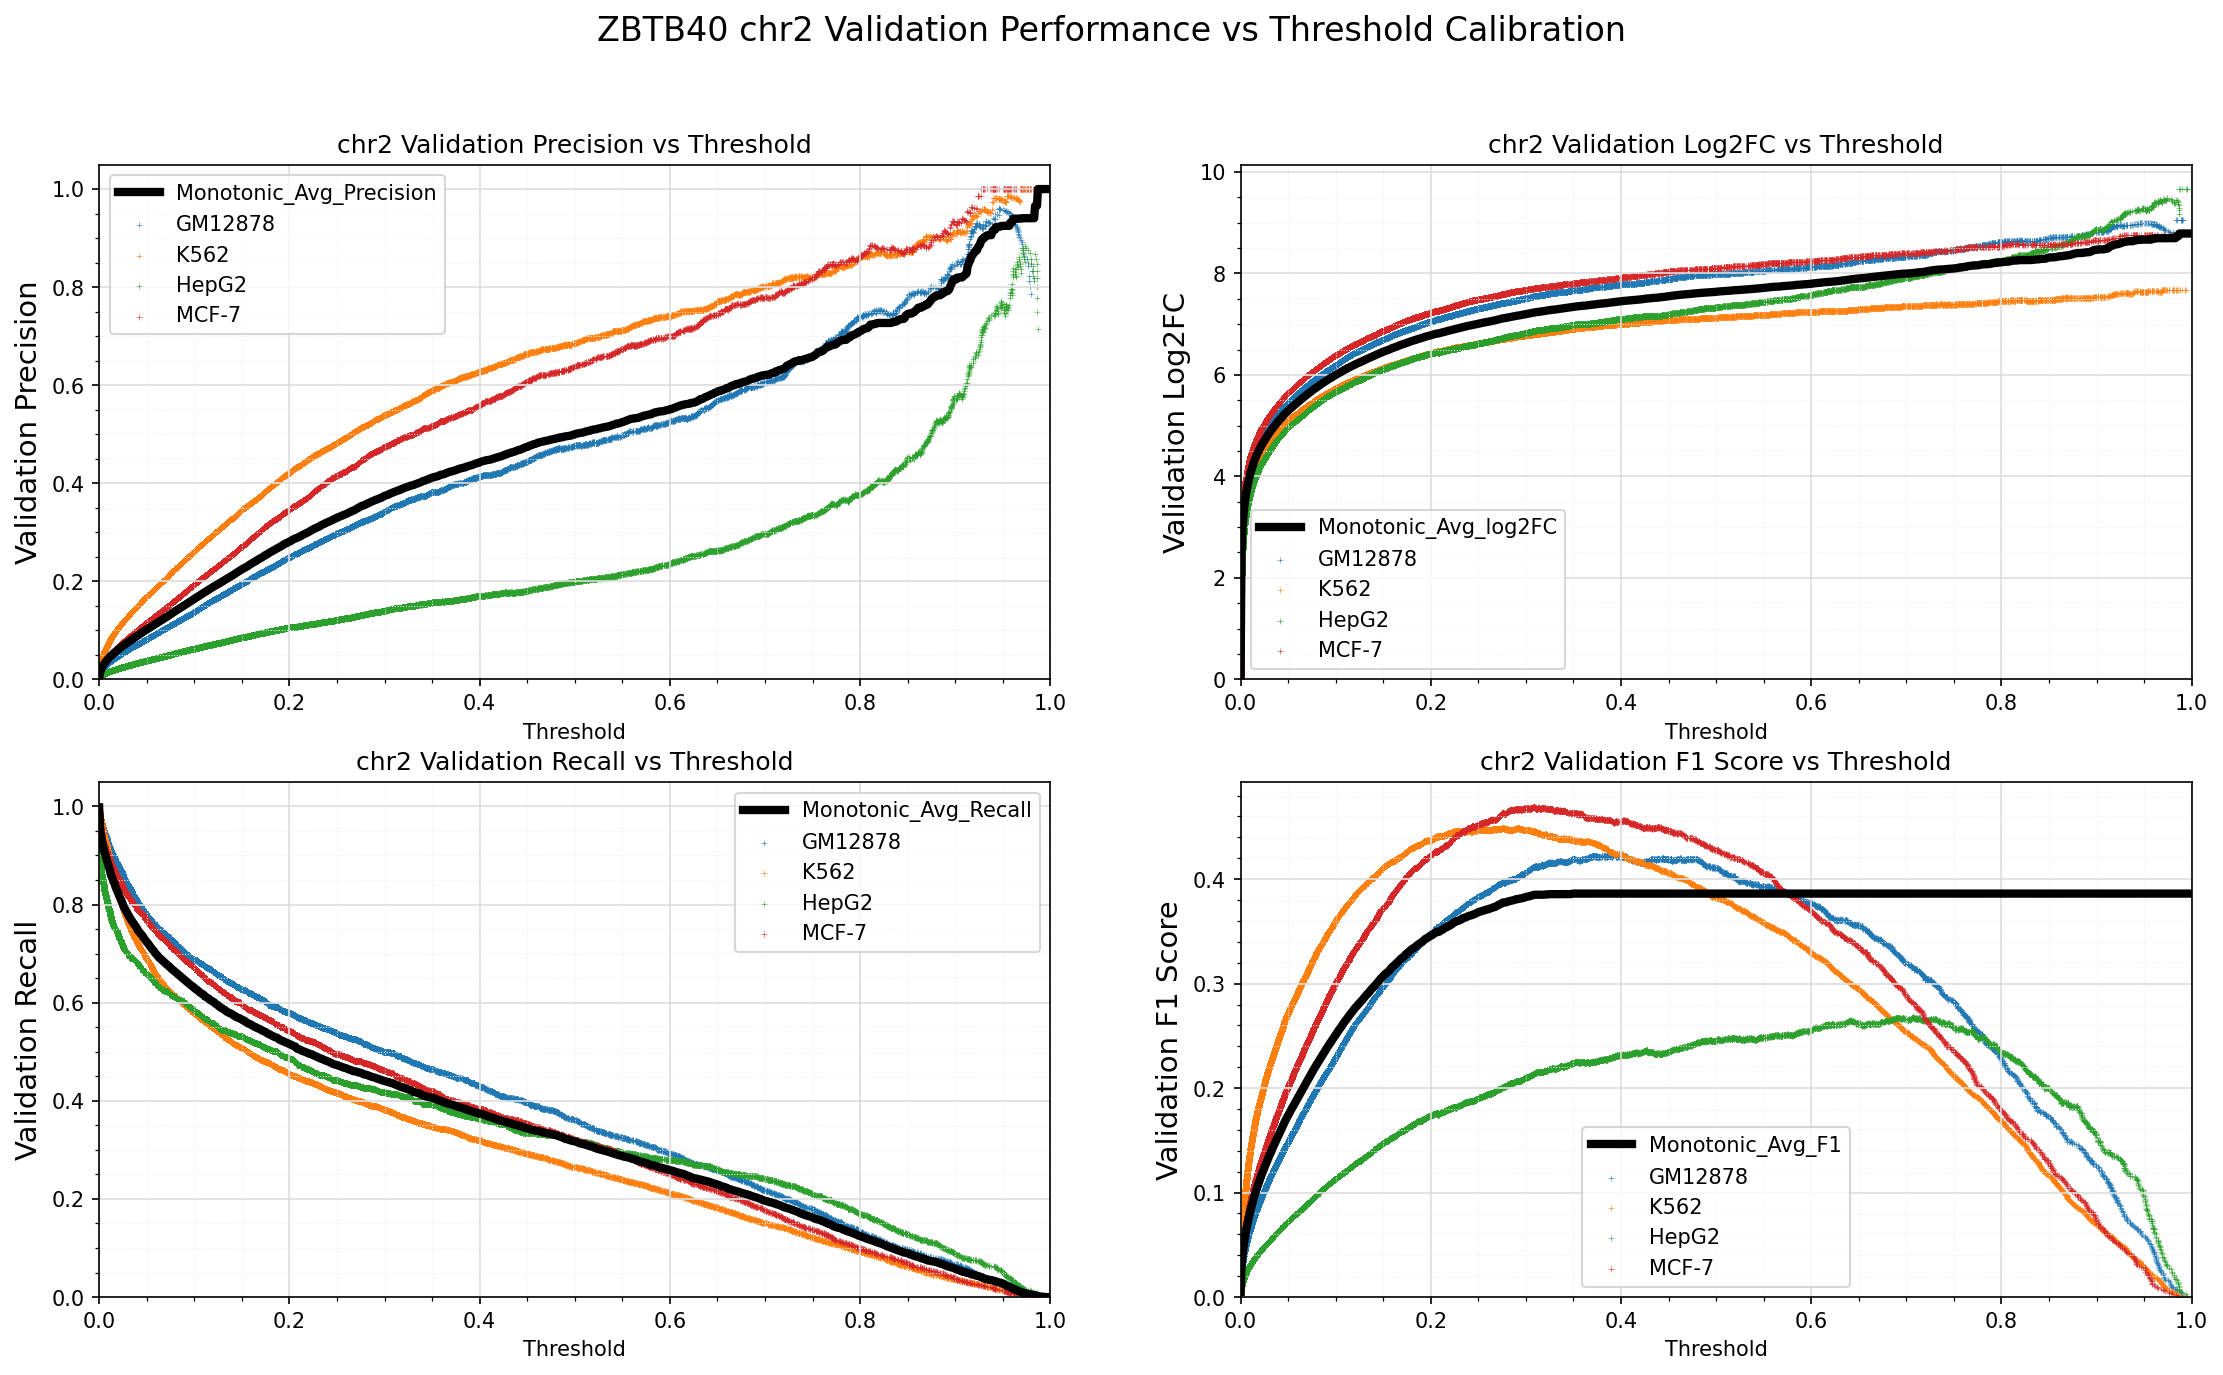 ZBTB40 chr2 Validation Performance vs Threshold Calibration
chr2 Validation Precision vs Threshold
Validation Precision
1.0
0.8
0.6
0.4
0.2
0.0
Monotonic_Avg_Precision
GM12878
K562
HepG2
MCF-7
0.0 0.2 0.4 0.6 0.8 1.0
Threshold
chr2 Validation Log2FC vs Threshold
Validation Log2FC
10
8
6
4
2
0
Monotonic_Avg_log2FC
GM12878
K562
HepG2
MCF-7
0.0 0.2 0.4 0.6 0.8 1.0
Threshold
chr2 Validation Recall vs Threshold
Validation Recall
1.0
0.8
0.6
0.4
0.2
0.0
Monotonic_Avg_Recall
GM12878
K562
HepG2
MCF-7
0.0 0.2 0.4 0.6 0.8 1.0
Threshold
chr2 Validation F1 Score vs Threshold
Validation F1 Score
0.4
0.3
0.2
0.1
0.0
Monotonic_Avg_F1
GM12878
K562
HepG2
MCF-7
0.0 0.2 0.4 0.6 0.8 1.0
Threshold